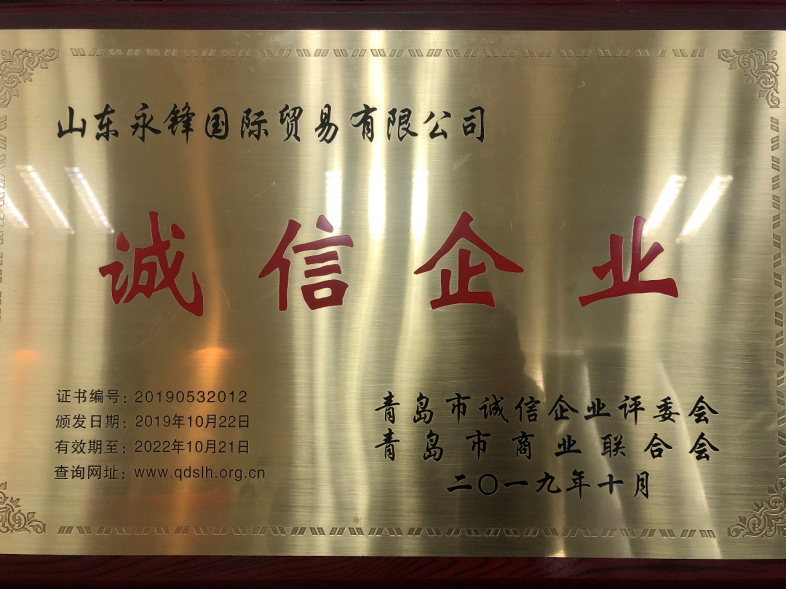 山东永锋国际贸易有限公司
诚信企业
证书编号：20190532012
颁发日期：2019年10月22日
有效期至：2022年10月21日
查询网址：www.qdslh.org.cn
青岛市诚信企业评委会
青岛市商业联合会
二〇一九年十月